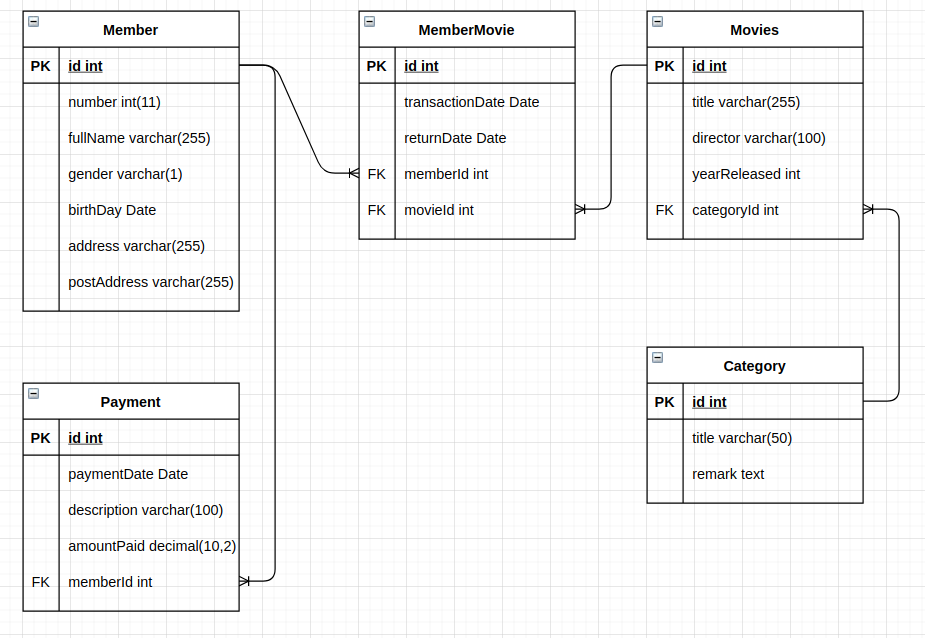 Member
PK id int
number int(11)
fullName varchar(255)
gender varchar(1)
birthDay Date
address varchar(255)
postAddress varchar(255)
MemberMovie
PK id int
transactionDate Date
returnDate Date
FK memberId int
FK movieId int
Movies
PK id int
title varchar(255)
director varchar(100)
yearReleased int
FK categoryId int
Payment
PK id int
paymentDate Date
description varchar(100)
amountPaid decimal(10,2)
FK memberId int
Category
PK id int
title varchar(50)
remark text